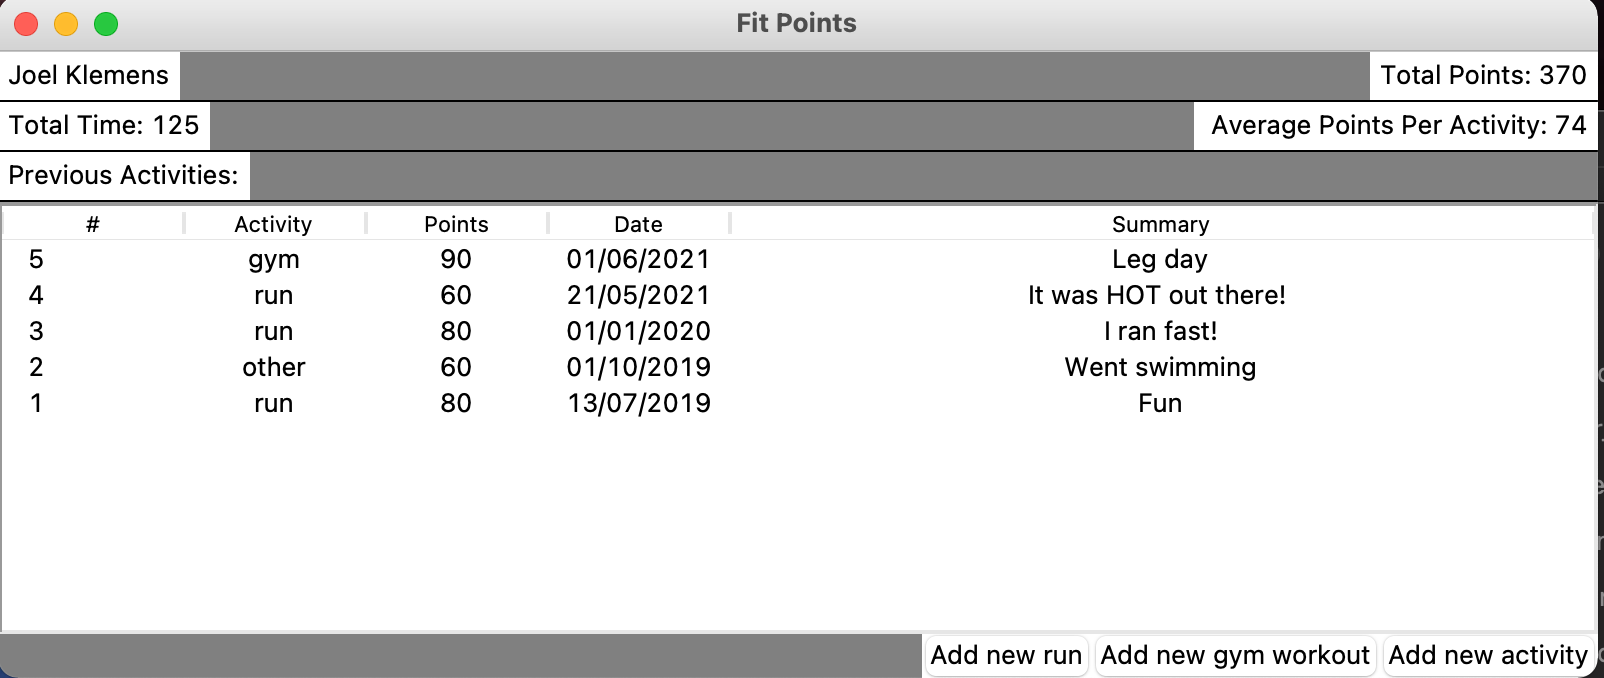 Fit Points
Joel Klemens Total Points: 370
Total Time: 125 Average Points Per Activity: 74
Previous Activities:
# Activity Points Date Summary
5 gym 90 01/06/2021 Leg day
4 run 60 21/05/2021 It was HOT out there!
3 run 80 01/01/2020 I ran fast!
2 other 60 01/10/2019 Went swimming
1 run 80 13/07/2019 Fun
Add new run Add new gym workout Add new activity